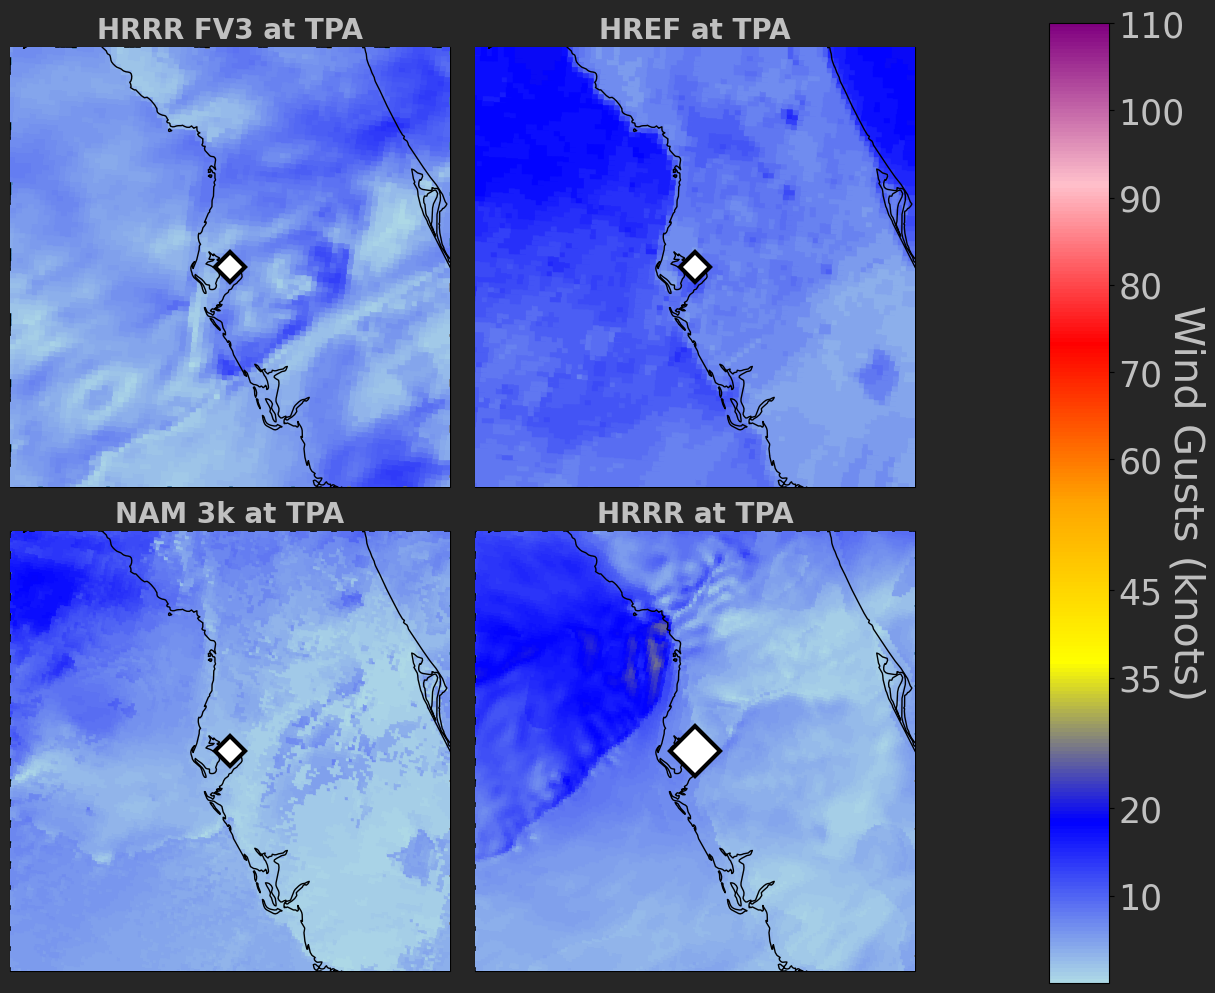 HRRR FV3 at TPA
HREF at TPA
NAM 3k at TPA
HRRR at TPA
110
100
90
80
70
60
45
35
20
10
Wind Gusts (knots)